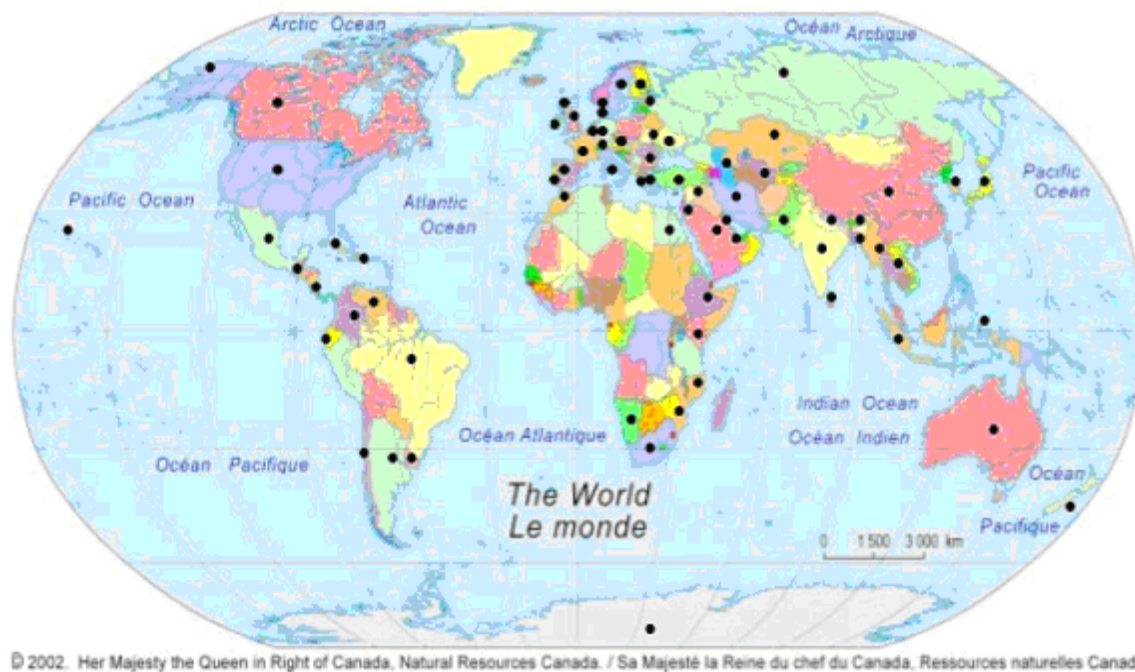 Arctic Ocean
Océan Arctique
Pacific Ocean
Atlantic
Ocean
Pacific
Ocean
Indian Ocean
Océan Atlantique
Océan Indien
Océan Pacifique
Océan
Pacifique
The World
Le monde
0 1 500 3 000 km
© 2002. Her Majesty the Queen in Right of Canada, Natural Resources Canada. / Sa Majesté la Reine du chef du Canada, Ressources naturelles Canad